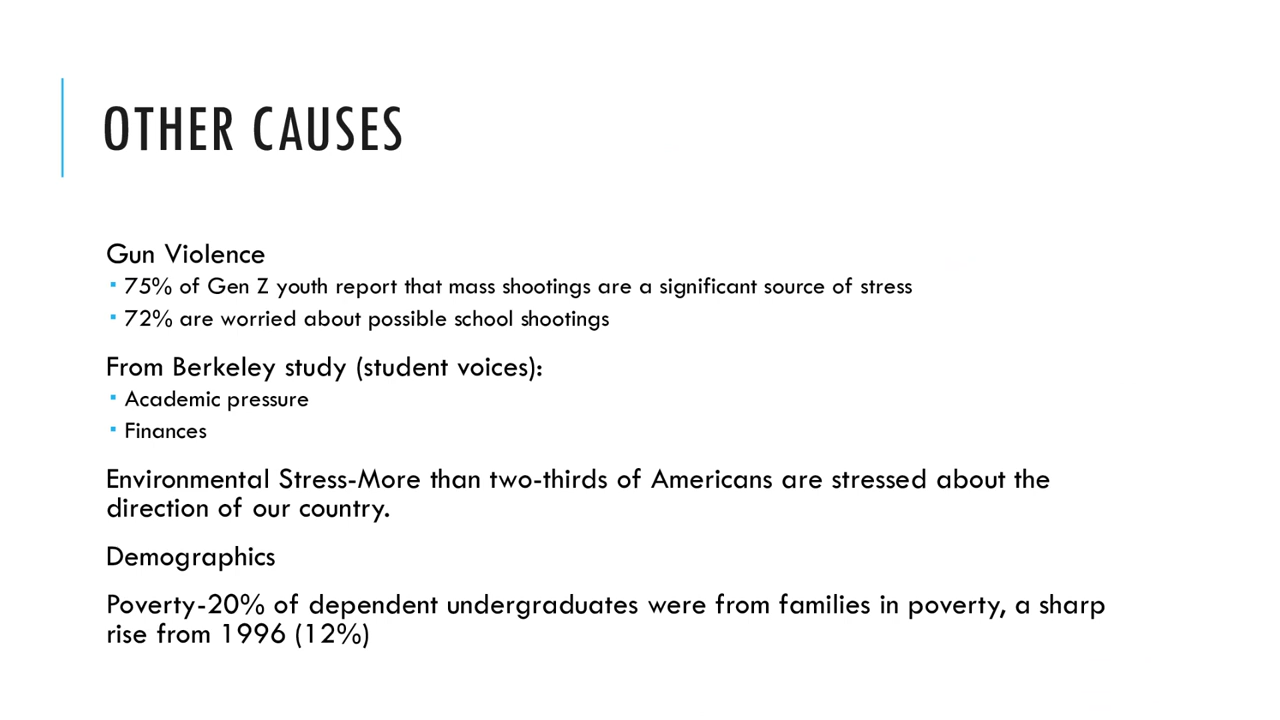 OTHER CAUSES
Gun Violence
▪ 75% of Gen Z youth report that mass shootings are a significant source of stress
▪ 72% are worried about possible school shootings
From Berkeley study (student voices):
▪ Academic pressure
▪ Finances
Environmental Stress-More than two-thirds of Americans are stressed about the
direction of our country.
Demographics
Poverty-20% of dependent undergraduates were from families in poverty, a sharp
rise from 1996 (12%)